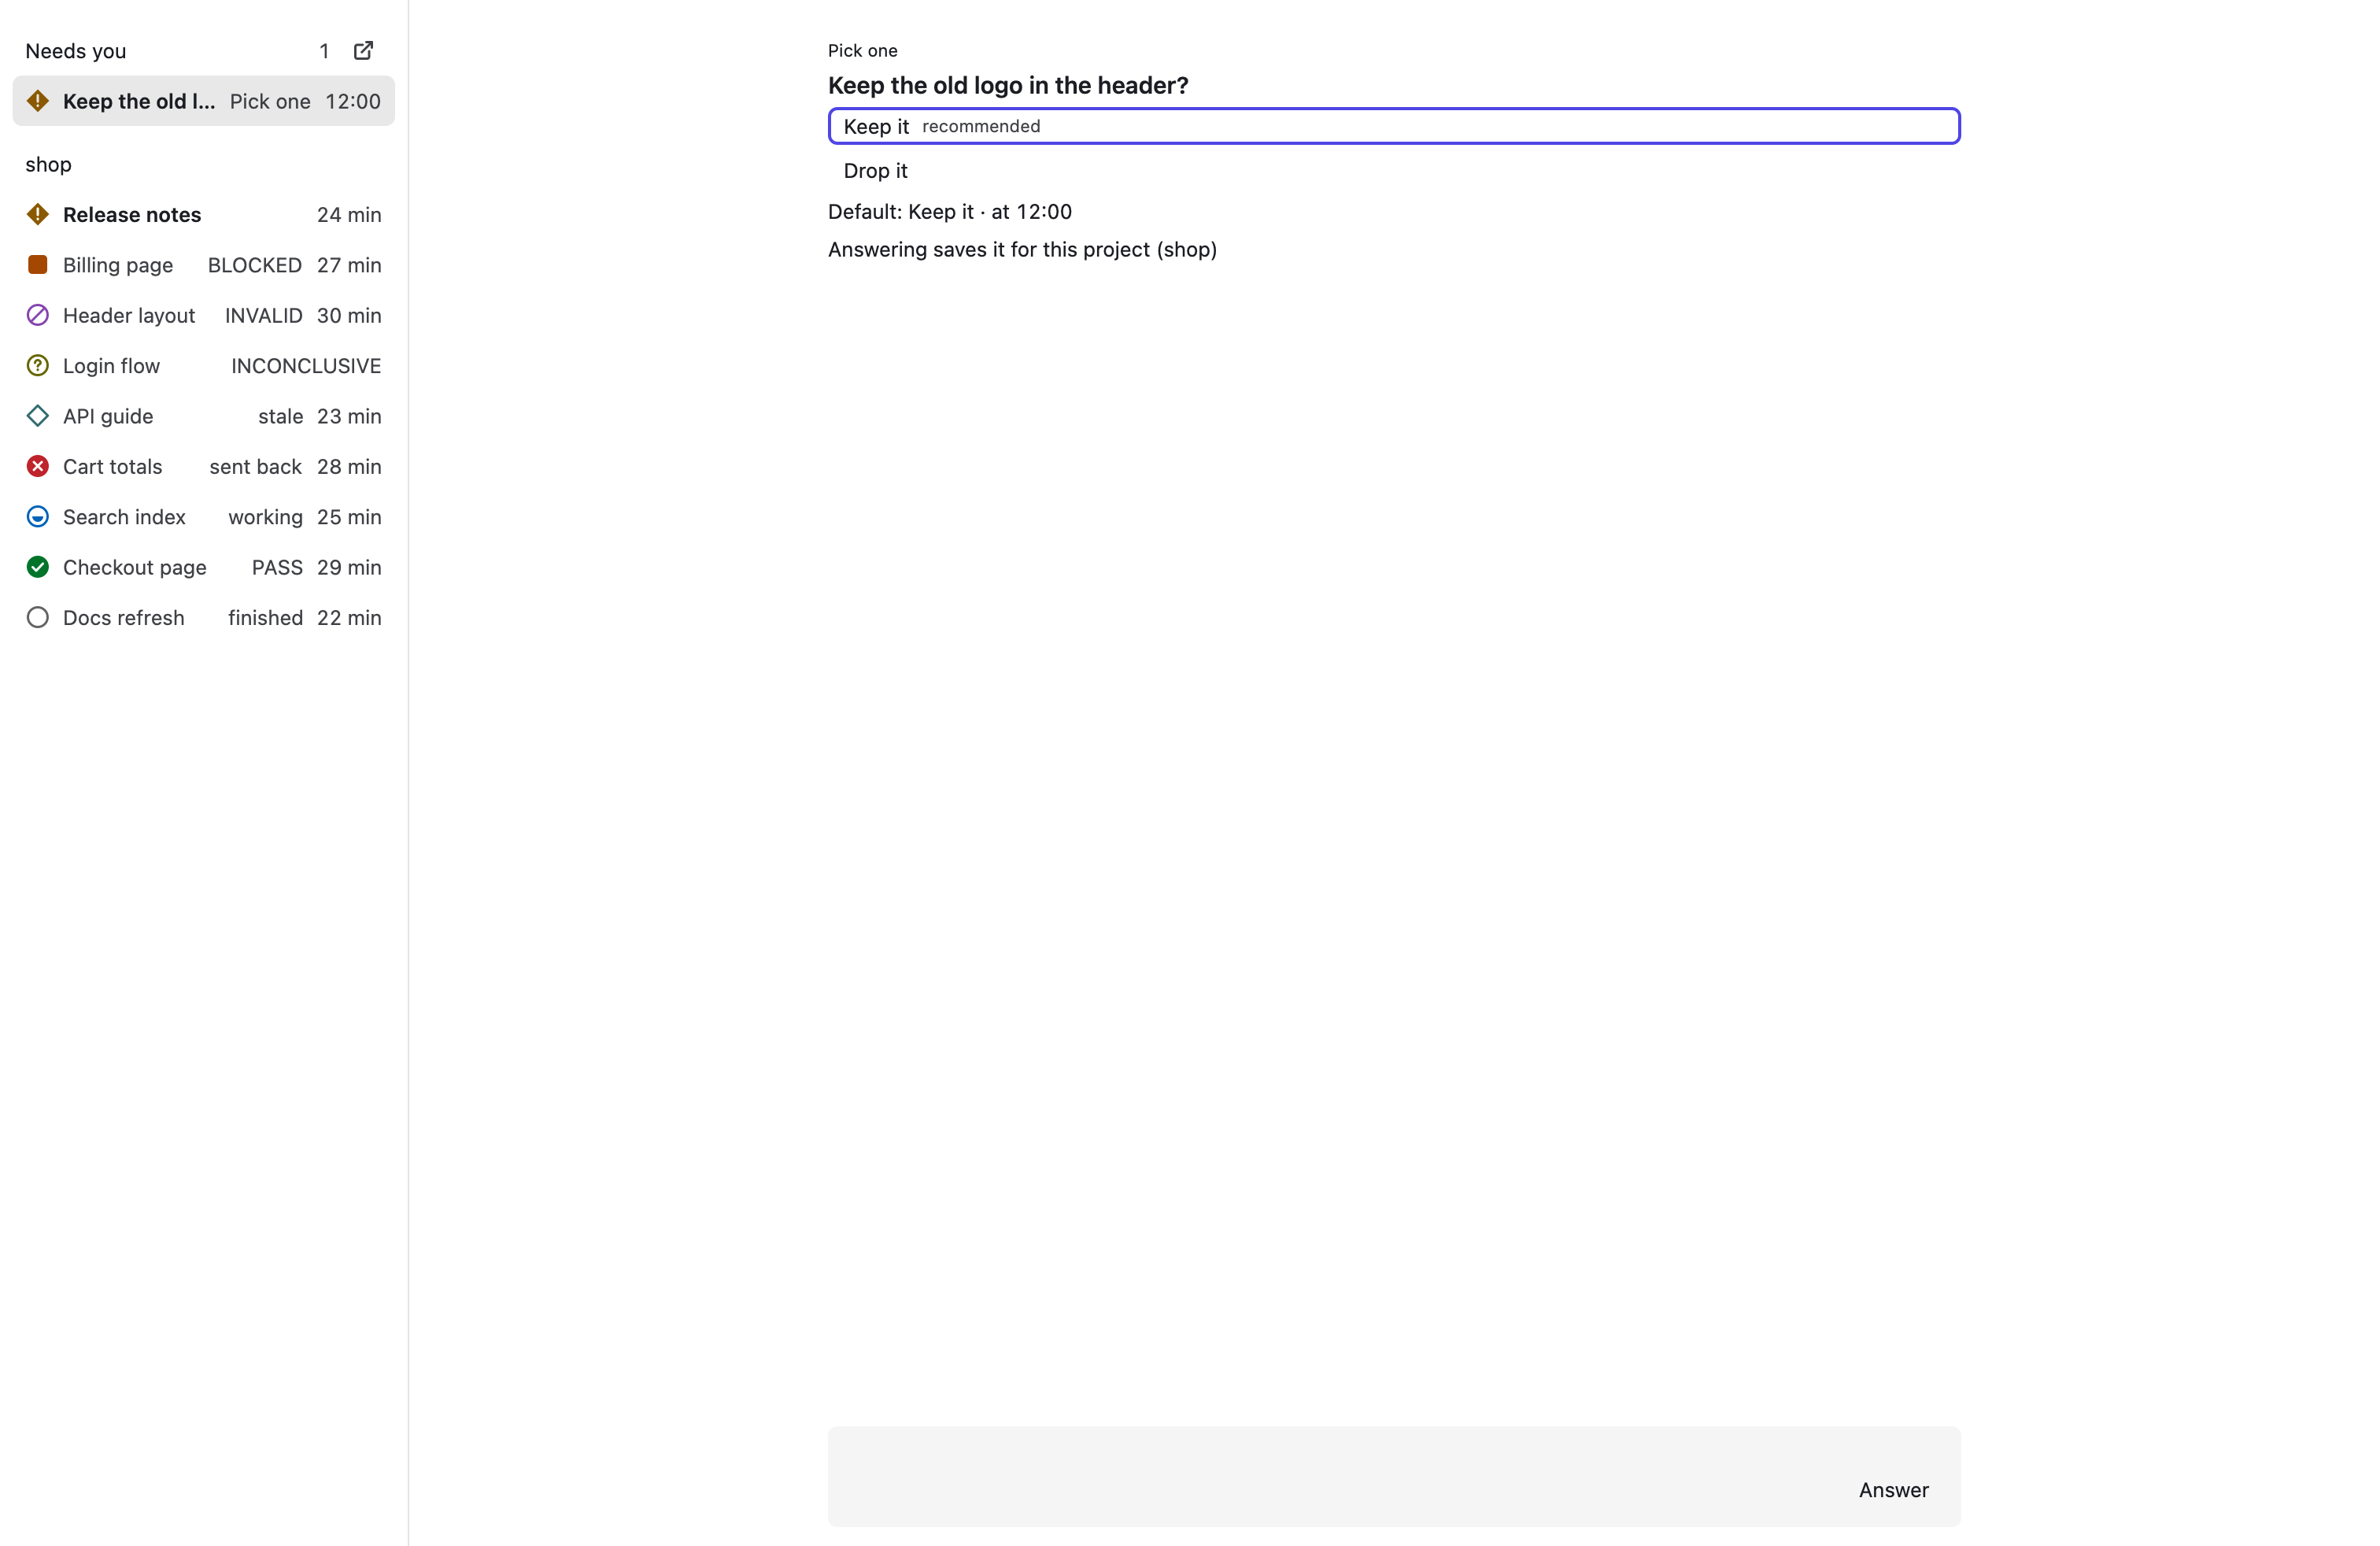 Needs you 1
Keep the old l... Pick one 12:00
shop
Release notes 24 min
Billing page BLOCKED 27 min
Header layout INVALID 30 min
Login flow INCONCLUSIVE
API guide stale 23 min
Cart totals sent back 28 min
Search index working 25 min
Checkout page PASS 29 min
Docs refresh finished 22 min
Pick one
Keep the old logo in the header?
Keep it recommended
Drop it
Default: Keep it · at 12:00
Answering saves it for this project (shop)
Answer